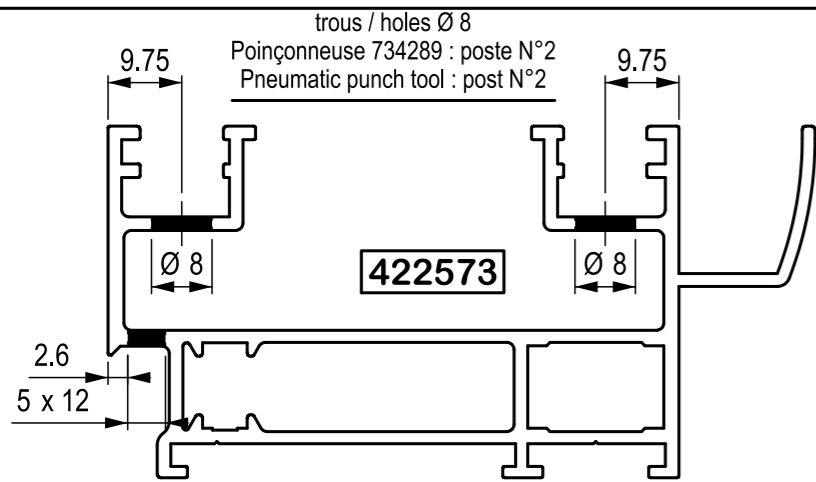 trous / holes Ø 8
Poinçonneuse 734289 : poste N°2
Pneumatic punch tool : post N°2
9.75
9.75
Ø 8
422573
Ø 8
2.6
5 x 12